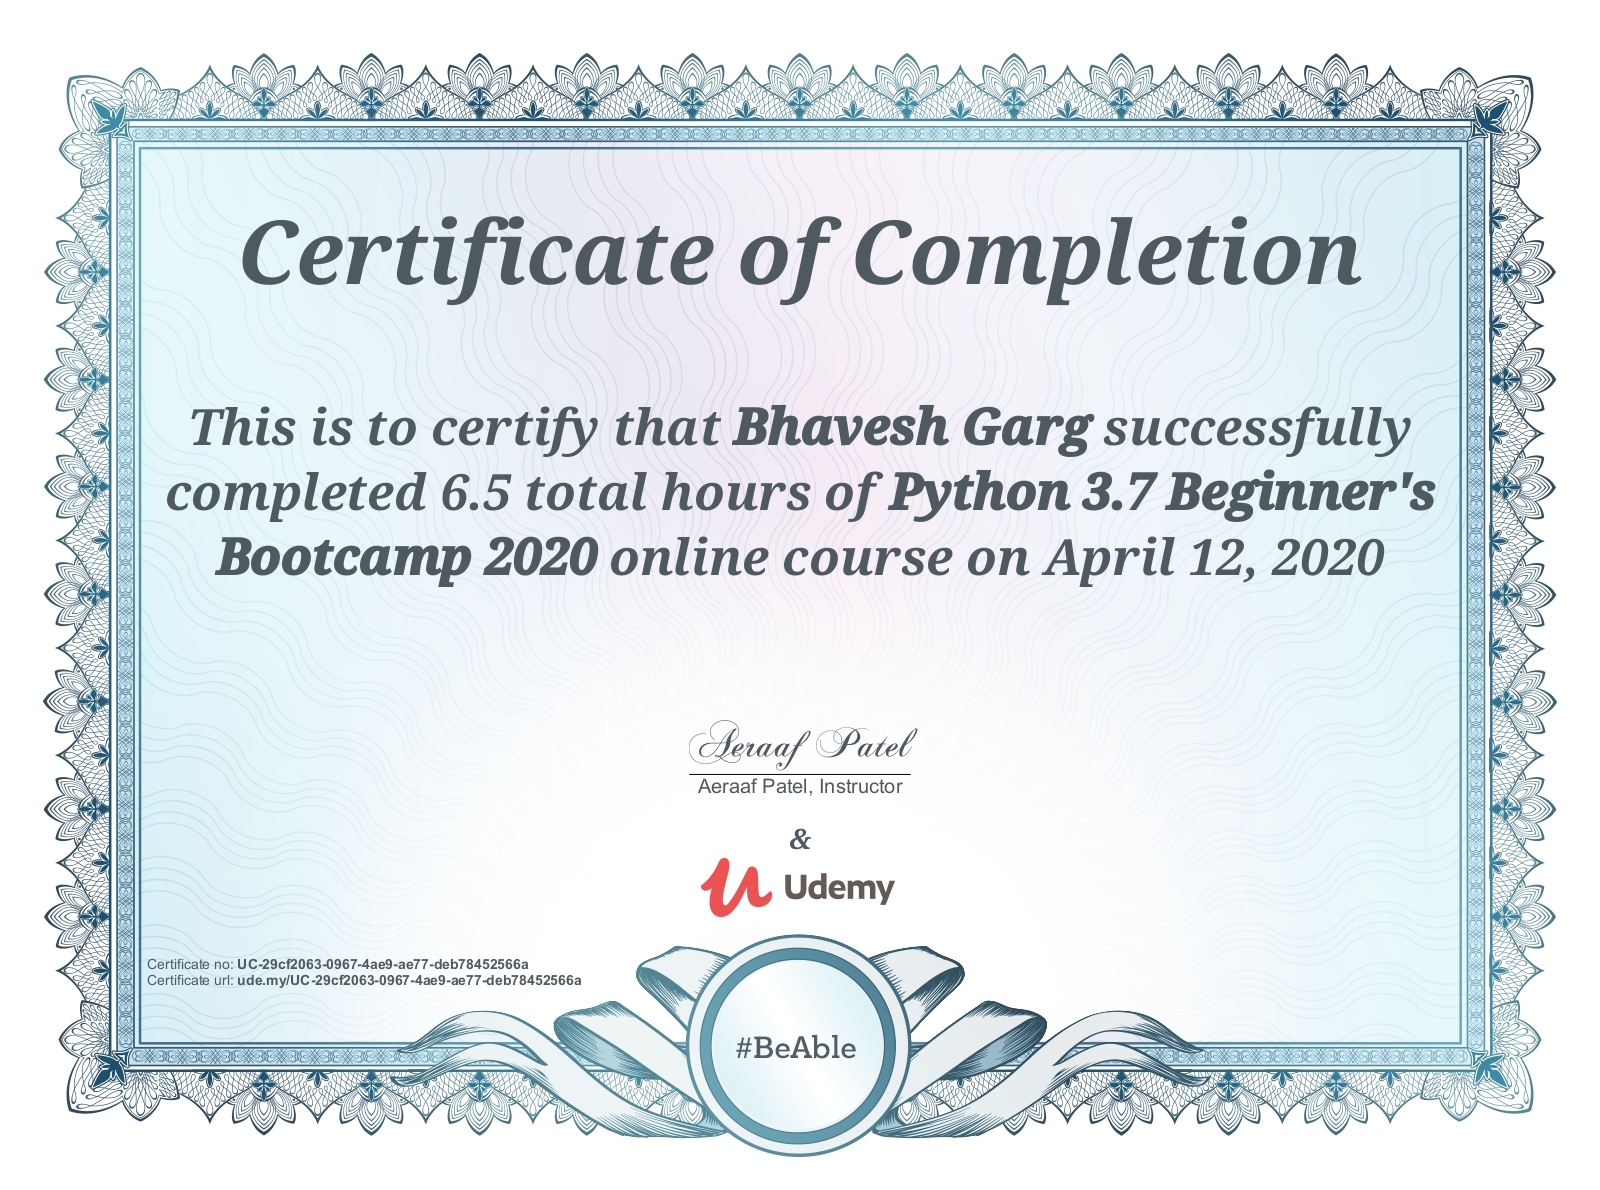 Certificate of Completion
This is to certify that Bhavesh Garg successfully
completed 6.5 total hours of Python 3.7 Beginner's
Bootcamp 2020 online course on April 12, 2020
Aeraaf Patel
Aeraaf Patel, Instructor
&
Udemy
Certificate no: UC-29cf2063-0967-4ae9-ae77-deb78452566a
Certificate url: ude.my/UC-29cf2063-0967-4ae9-ae77-deb78452566a
#BeAble